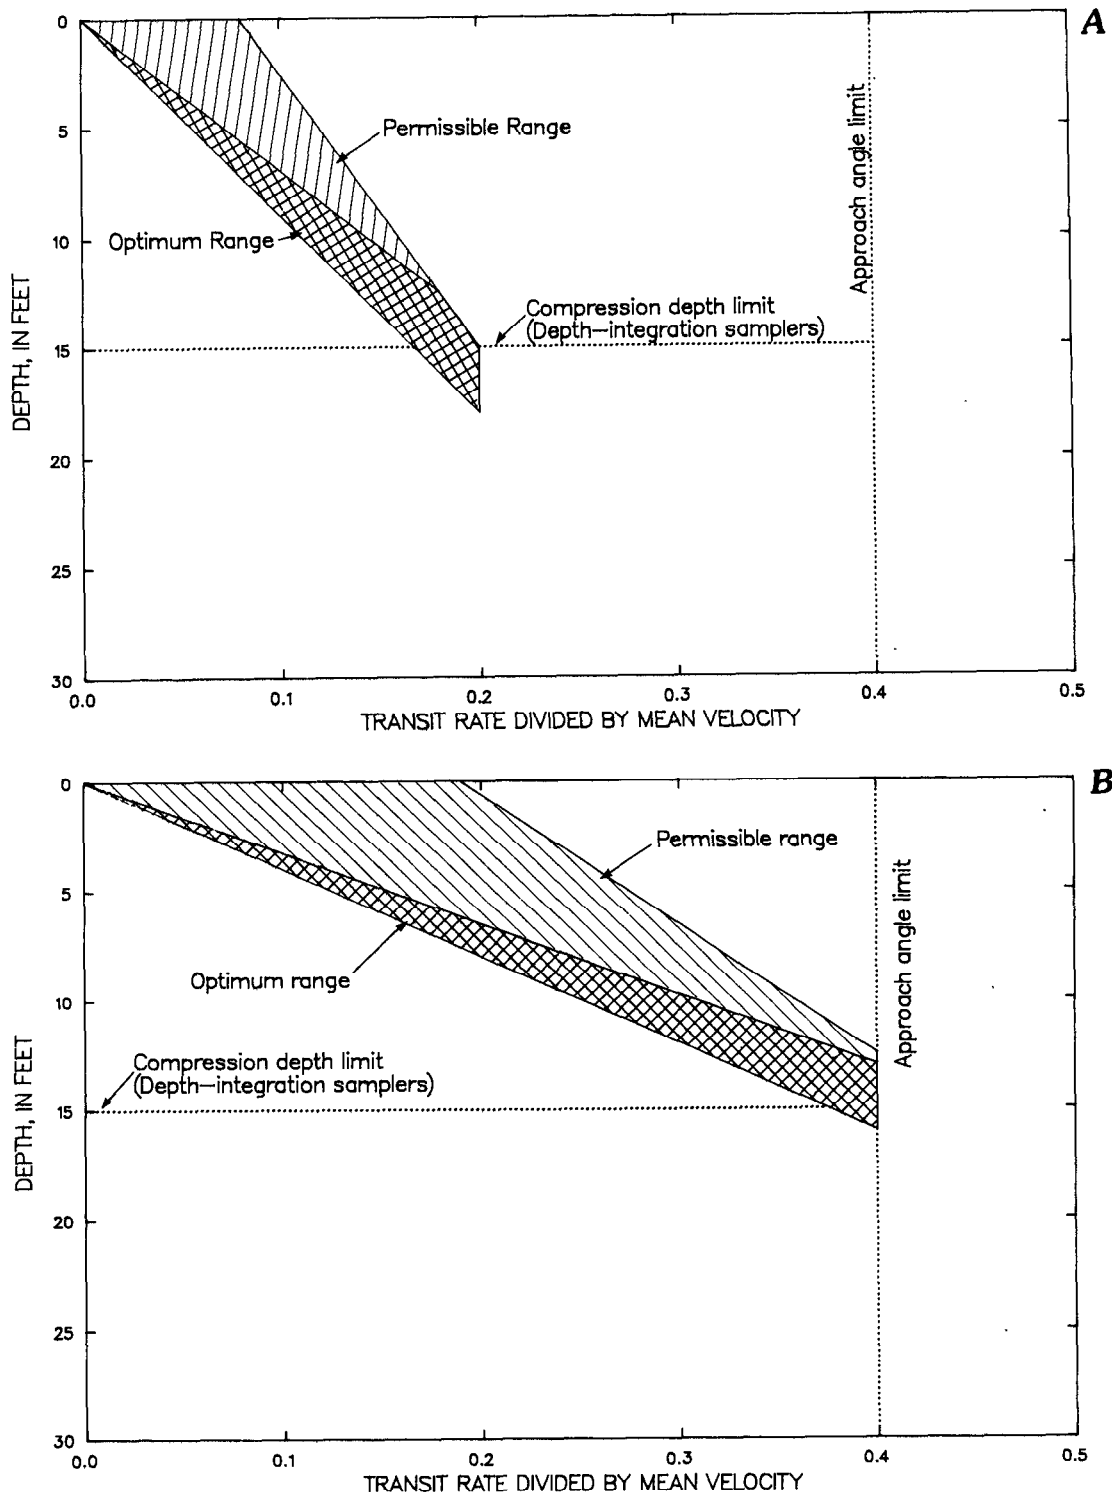 A
0
5
10
15
20
25
30
DEPTH, IN FEET
Permissible Range
Optimum Range
Compression depth limit
(Depth-integration samplers)
Approach angle limit
0.0 0.1 0.2 0.3 0.4 0.5
TRANSIT RATE DIVIDED BY MEAN VELOCITY
B
0
5
10
15
20
25
30
DEPTH, IN FEET
Permissible range
Optimum range
Compression depth limit
(Depth-integration samplers)
Approach angle limit
0.0 0.1 0.2 0.3 0.4 0.5
TRANSIT RATE DIVIDED BY MEAN VELOCITY